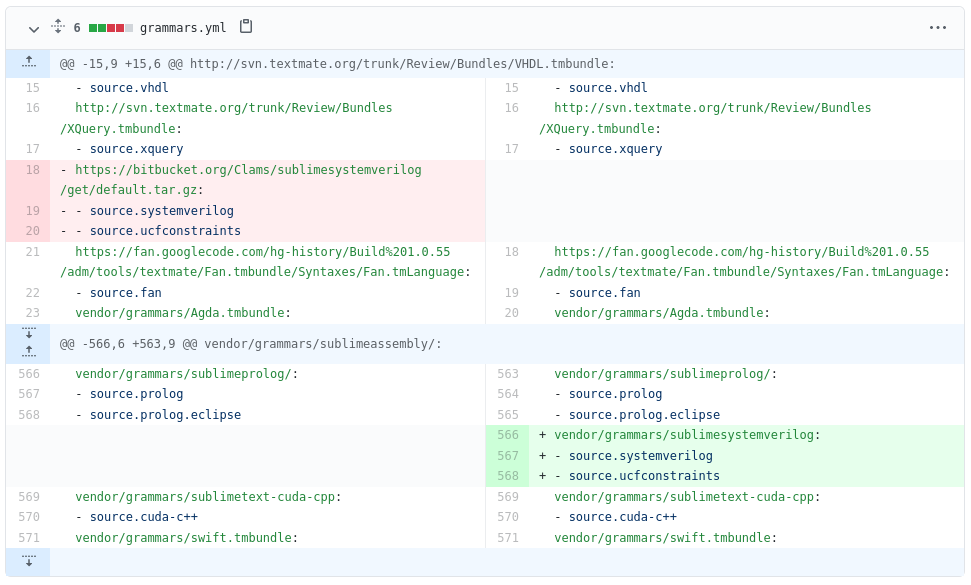 6 grammars.yml
@@ -15,9 +15,6 @@ http://svn.textmate.org/trunk/Review/Bundles/VHDL.tmbundle:
15 - source.vhdl 15 - source.vhdl
16 http://svn.textmate.org/trunk/Review/Bundles 16 http://svn.textmate.org/trunk/Review/Bundles
/XQuery.tmbundle: /XQuery.tmbundle:
17 - source.xquery 17 - source.xquery
18 - https://bitbucket.org/Clams/sublimesystemverilog
/get/default.tar.gz:
19 - - source.systemverilog
20 - - source.ucfconstraints
21 https://fan.googlecode.com/hg-history/Build%201.0.55 18 https://fan.googlecode.com/hg-history/Build%201.0.55
/adm/tools/textmate/Fan.tmbundle/Syntaxes/Fan.tmLanguage: /adm/tools/textmate/Fan.tmbundle/Syntaxes/Fan.tmLanguage:
22 - source.fan 19 - source.fan
23 vendor/grammars/Agda.tmbundle: 20 vendor/grammars/Agda.tmbundle:
@@ -566,6 +563,9 @@ vendor/grammars/sublimeassembly/:
566 vendor/grammars/sublimeprolog/: 563 vendor/grammars/sublimeprolog/:
567 - source.prolog 564 - source.prolog
568 - source.prolog.eclipse 565 - source.prolog.eclipse
566 + vendor/grammars/sublimesystemverilog:
567 + - source.systemverilog
568 + - source.ucfconstraints
569 vendor/grammars/sublimetext-cuda-cpp: 569 vendor/grammars/sublimetext-cuda-cpp:
570 - source.cuda-c++ 570 - source.cuda-c++
571 vendor/grammars/swift.tmbundle: 571 vendor/grammars/swift.tmbundle: